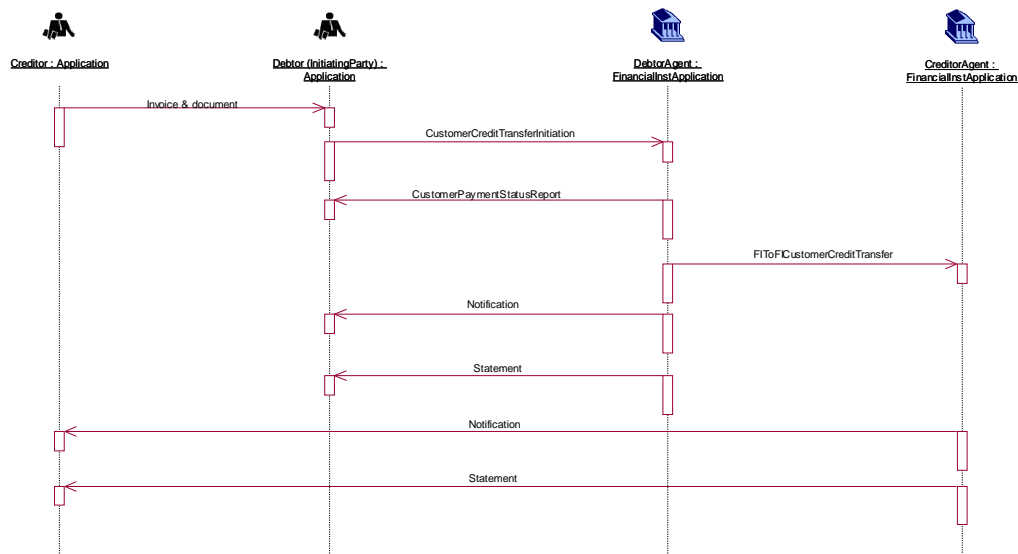 Creditor : Application
Debtor (InitiatingParty) :
Application
DebtorAgent :
FinancialInstApplication
CreditorAgent :
FinancialInstApplication
Invoice & document
CustomerCreditTransferInitiation
CustomerPaymentStatusReport
FIToFICustomerCreditTransfer
Notification
Statement
Notification
Statement